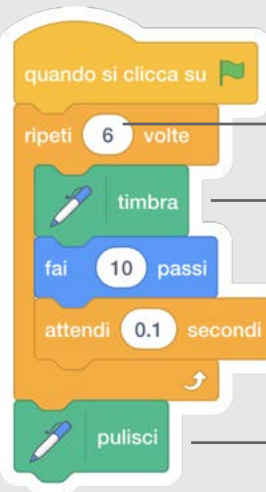 quando si clicca su
ripeti 6 volte
timbra
fai 10 passi
attendi 0.1 secondi
pulisci